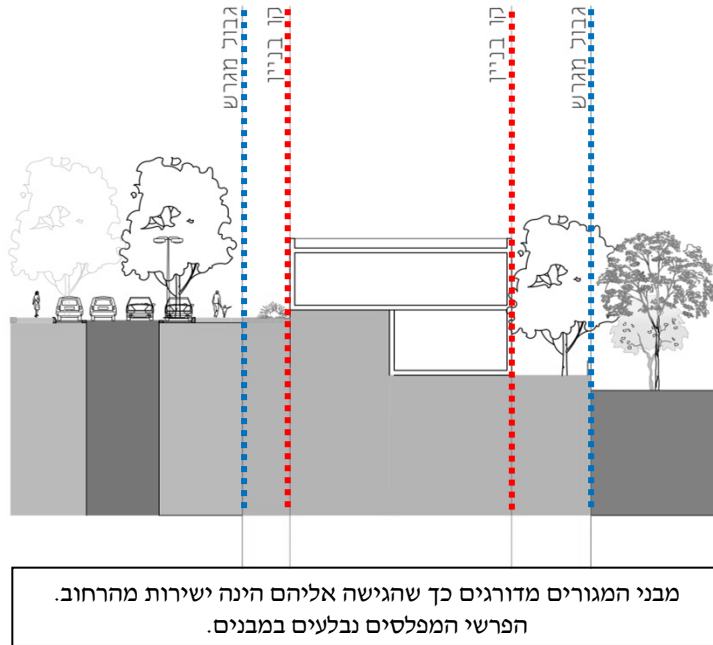 גבול מגרש
קו בניין
קו בניין
גבול מגרש
מבני המגורים מדורגים כך שהגישה אליהם הינה ישירות מהרחוב.
הפרשי המפלסים נבלעים במבנים.